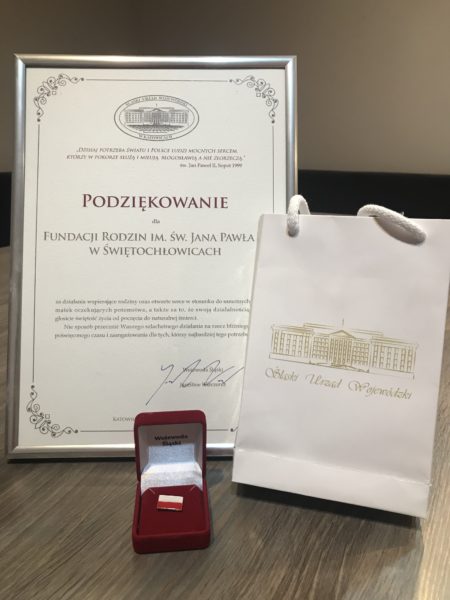 ŚLĄSKI URZĄD WOJEWÓDZKI
W KATOWICACH
„DZISIAJ POTRZEBA ŚWIATU I POLSCE LUDZI MOCNYCH SERCEM,
KTÓRZY W POKORZE SŁUŻĄ I MIŁUJĄ, BŁOGOSŁAWIĄ A NIE ZŁORZECZĄ.”
św. Jan Paweł II, Sopot 1999
PODZIĘKOWANIE
dla
FUNDACJI RODZIN IM. ŚW. JANA PAWŁA
W ŚWIĘTOCHŁOWICACH
za działania wspierające rodziny oraz otwarte serce w stosunku do samotnych
matek oczekujących potomstwa, a także za to, że swoją działalnością
głosicie świętość życia od poczęcia do naturalnej śmierci.
Nie sposób przecenić Waszego szlachetnego działania na rzecz bliźniego
poświęconego czasu i zaangażowania dla tych, którzy najbardziej tego potrzebu
Wojewoda Śląski
Jarosław Wieczorek
KATOWIC
Śląski Urząd Wojewódzki
Wojewoda
Śląski